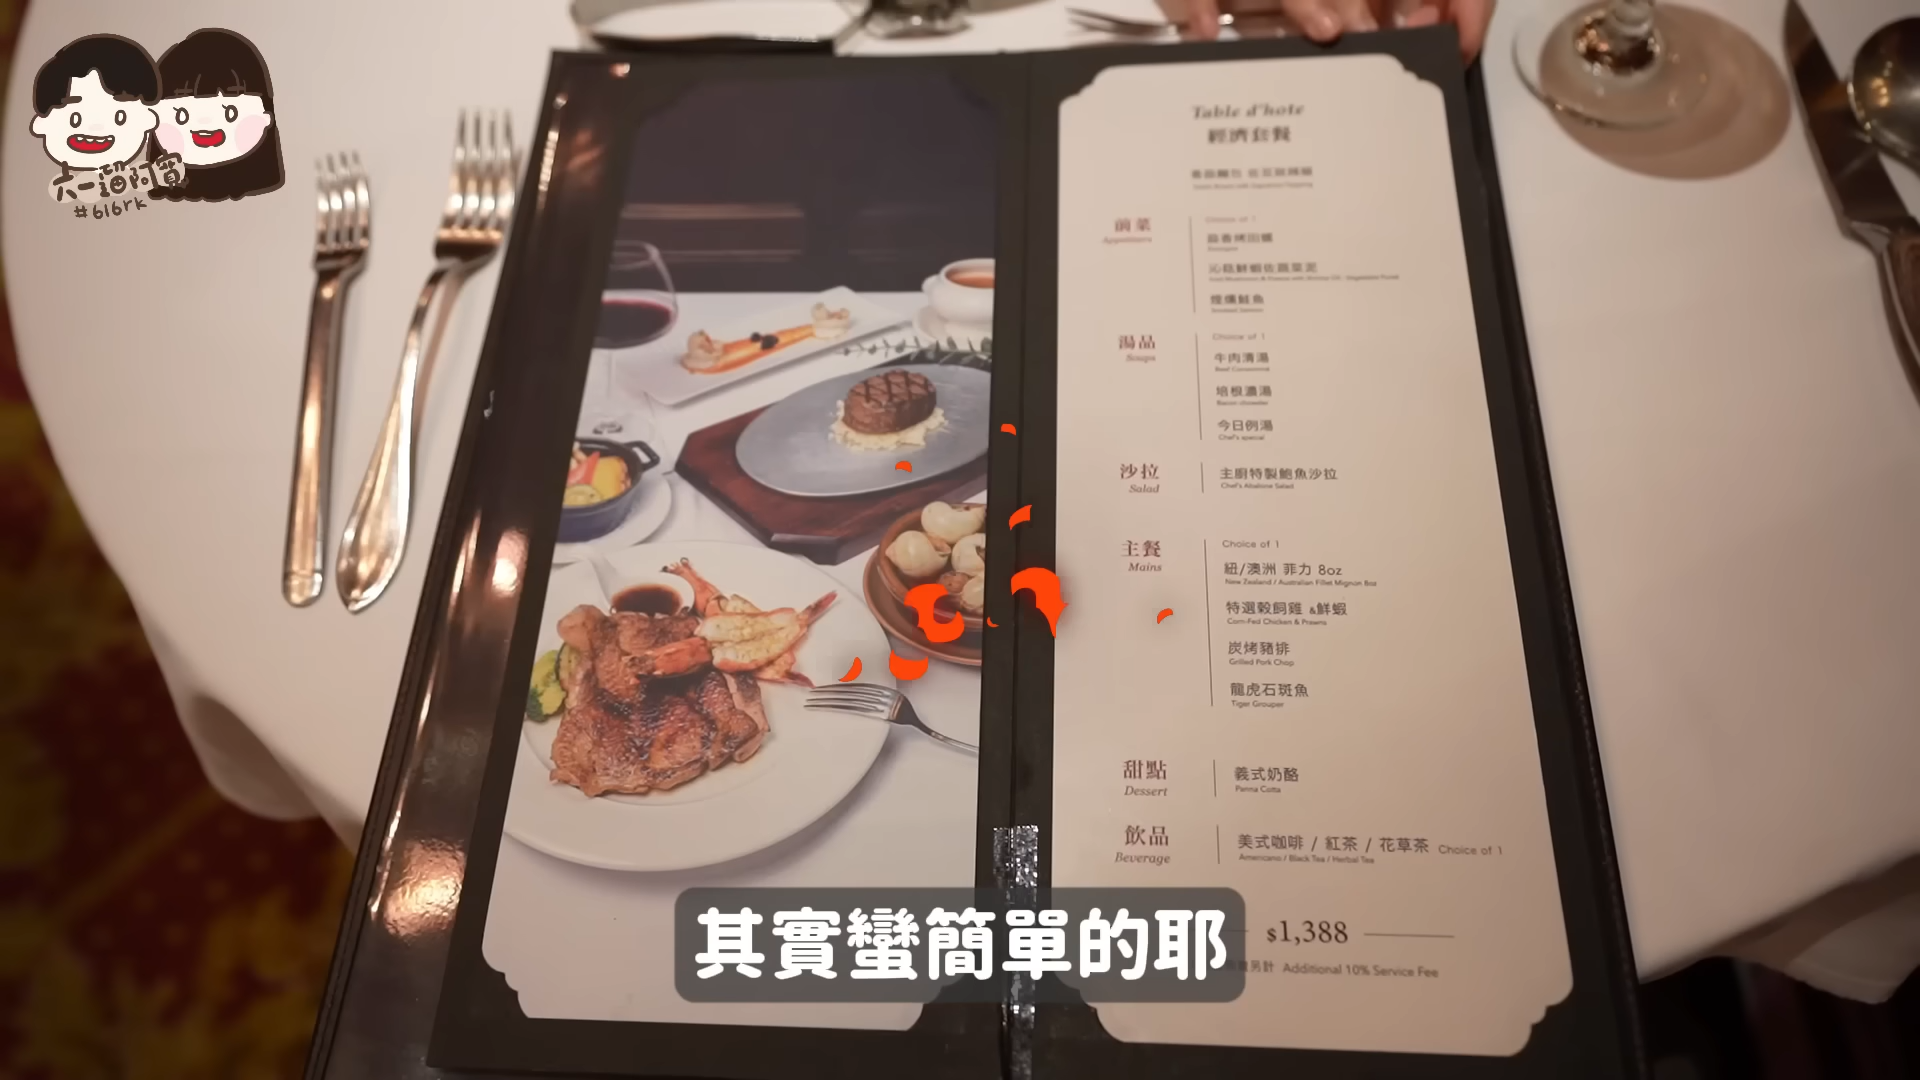 六一謂阿寬
#616rk
Table d'hote
經濟套餐
前菜
Appetizers
Choice of 1
蒜香烤田螺
Escargot
煙燻鮭魚
Smoked Salmon
湯品
Soups
Choice of 1
牛肉清湯
Beef Consommé
培根濃湯
Bacon chowder
今日例湯
Chef's special
沙拉
Salad
主廚特製鮑魚沙拉
Chef's Abalone Salad
主餐
Mains
Choice of 1
紐/澳洲 菲力 8oz
New Zealand / Australian Fillet Mignon 8oz
特選穀飼雞 &鮮蝦
Corn-Fed Chicken & Prawns
炭烤豬排
Grilled Pork Chop
龍虎石斑魚
Tiger Grouper
甜點
Dessert
義式奶酪
Panna Cotta
飲品
Beverage
美式咖啡 / 紅茶 / 花草茶 Choice of 1
Americano / Black Tea / Herbal Tea
$1,388
另計 Additional 10% Service Fee
其實蠻簡單的耶